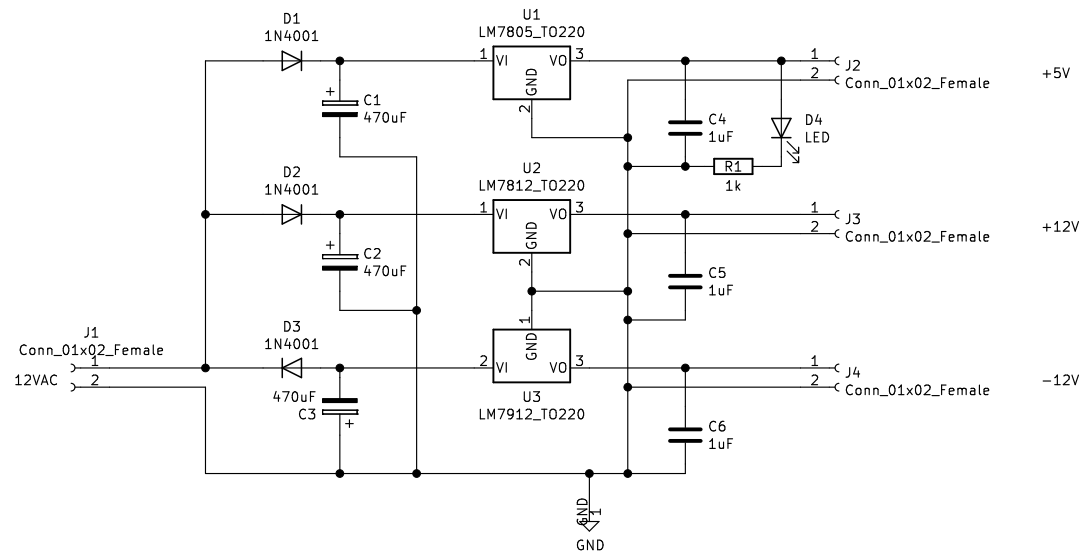 D1
1N4001
U1
LM7805_TO220
1 VI VO 3
GND
2
+
C1
470uF
1
2
J2
Conn_01x02_Female
+5V
C4
1uF
D4
LED
R1
1k
D2
1N4001
U2
LM7812_TO220
1 VI VO 3
GND
2
+
C2
470uF
1
2
J3
Conn_01x02_Female
+12V
C5
1uF
J1
Conn_01x02_Female
1
12VAC 2
D3
1N4001
1
GND
2 VI VO 3
U3
LM7912_TO220
470uF
C3
+
1
2
J4
Conn_01x02_Female
-12V
C6
1uF
GND
1
GND